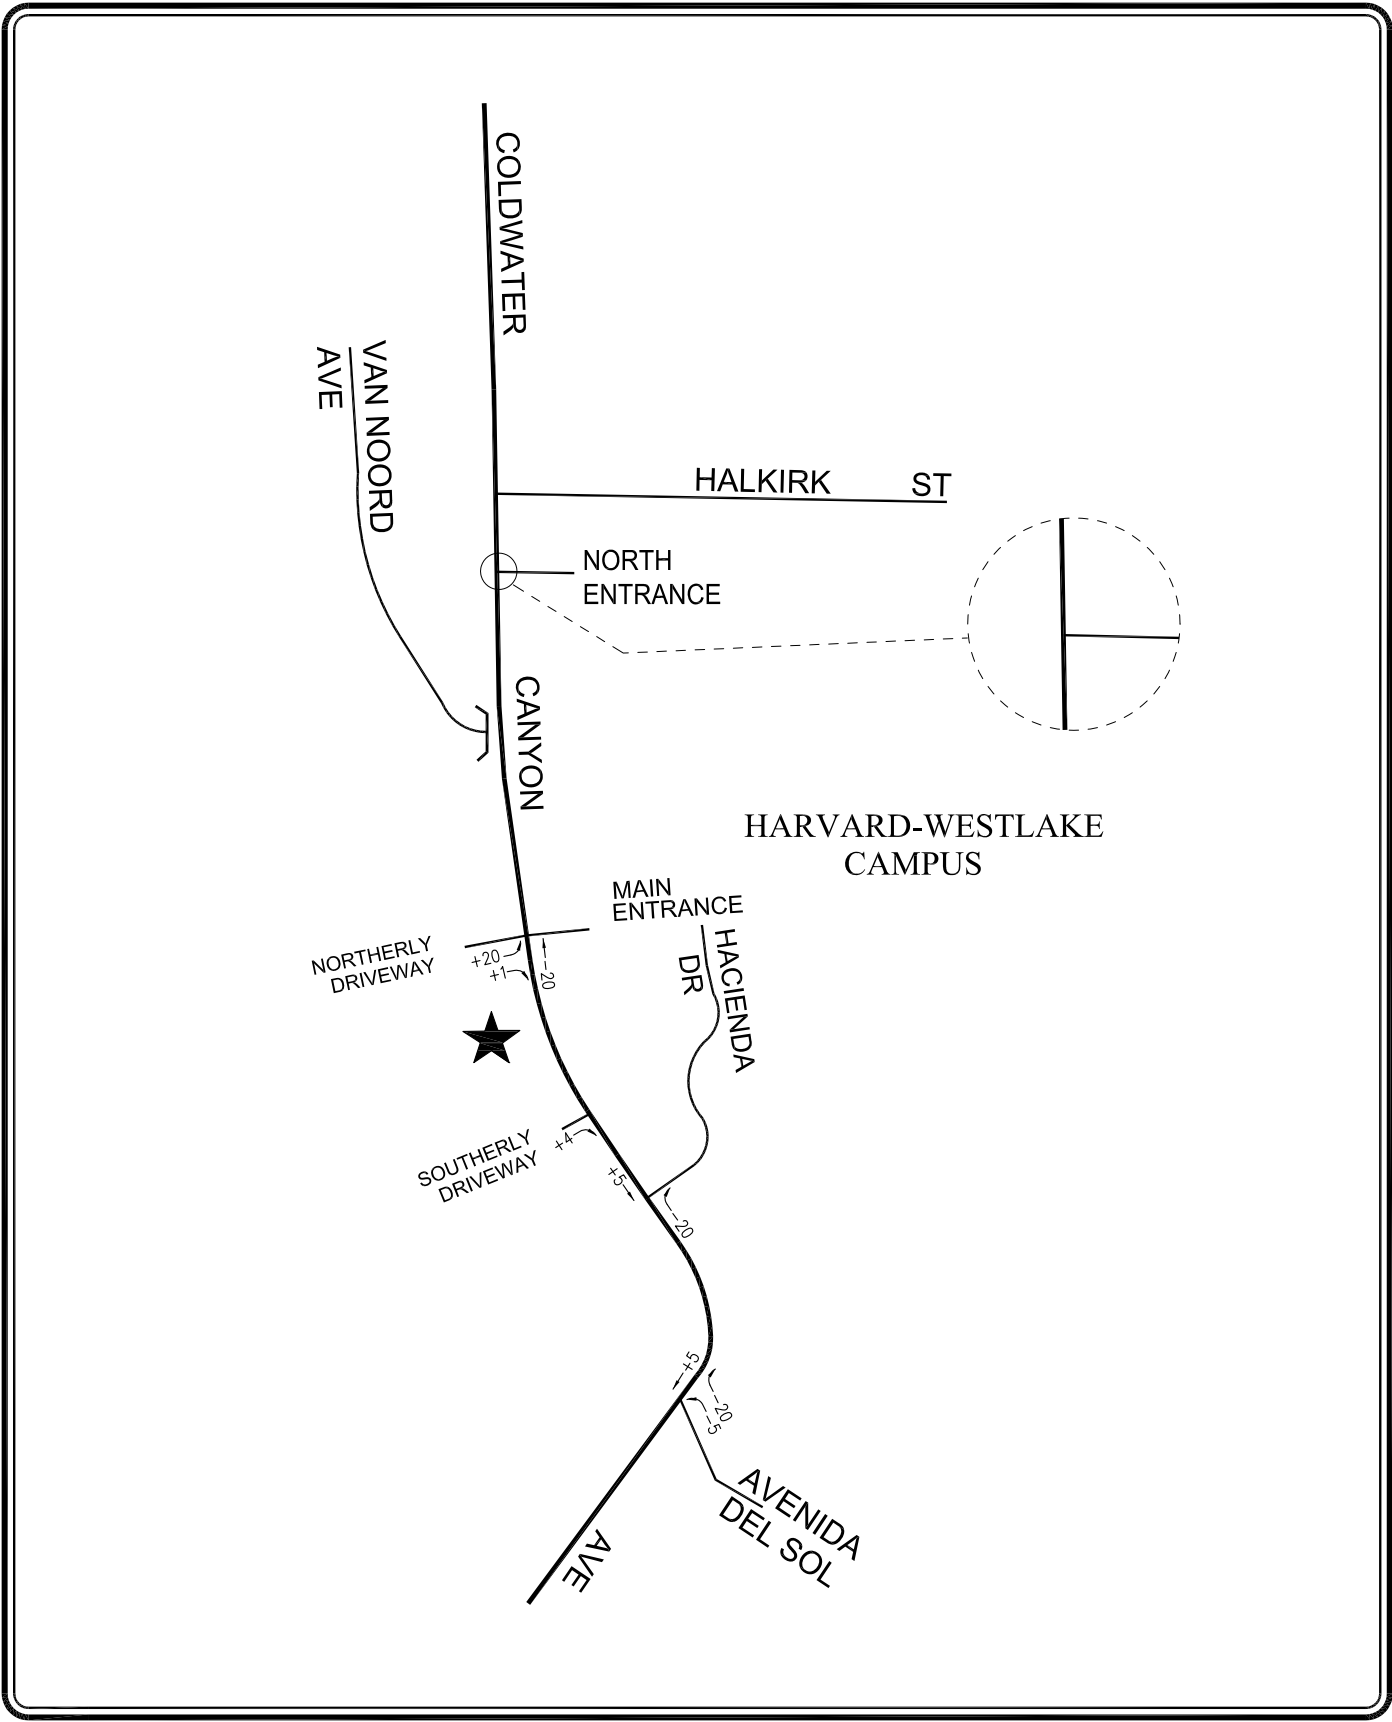 COLDWATER
VAN NOORD
AVE
HALKIRK ST
NORTH
ENTRANCE
CANYON
HARVARD-WESTLAKE
CAMPUS
MAIN
ENTRANCE
NORTHERLY
DRIVEWAY
+20
+1
-20
HACIENDA
DR
SOUTHERLY
DRIVEWAY
+4
+5
-20
+5
-20
-5
AVENIDA
DEL SOL
AVE